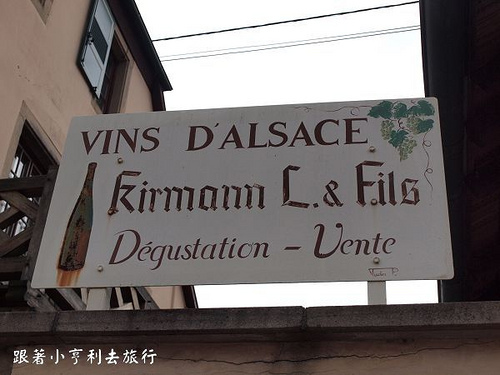 VINS D'ALSACE
Kirmann L. & Fils
Dégustation - Vente
跟著小亨利去旅行